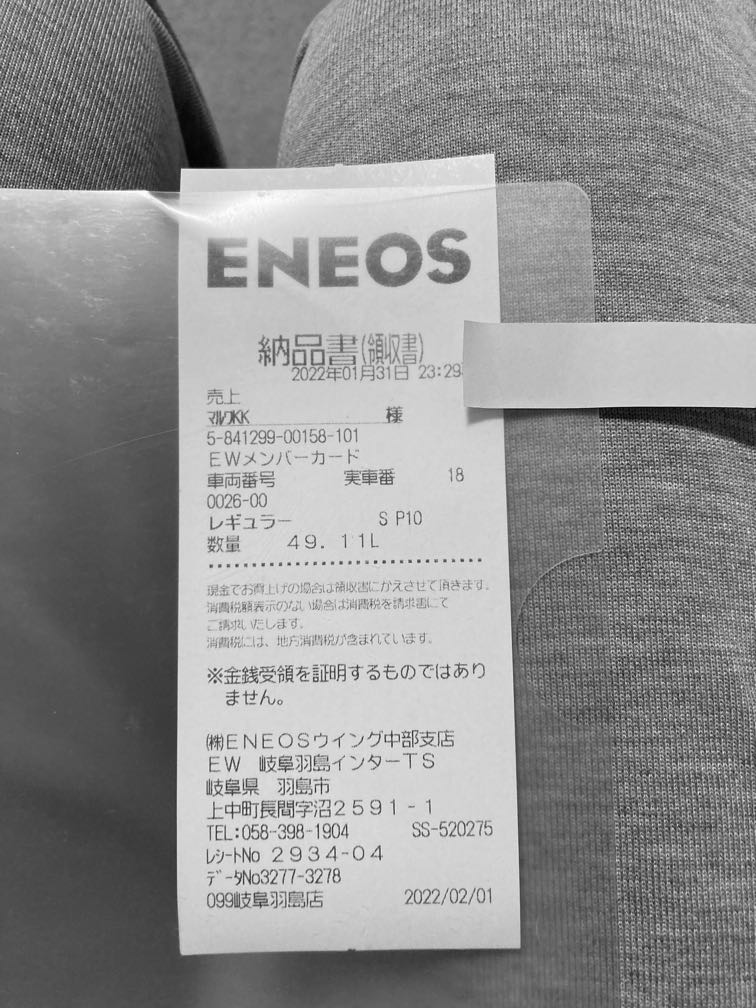 ENEOS
納品書(領収書)
2022年01月31日 23:29
売上
ﾏﾙﾜKK 様
5-841299-00158-101
EWメンバーカード
車両番号 実車番 18
0026-00
レギュラー S P10
数量 49.11L
現金でお買上げの場合は領収書にかえさせて頂きます。
消費税額表示のない場合は消費税を請求書にて
ご請求いたします。
消費税には、地方消費税が含まれています。
※金銭受領を証明するものではあり
ません。
㈱ENEOSウイング中部支店
EW 岐阜羽島インターTS
岐阜県 羽島市
上中町長間字沼2591-1
TEL:058-398-1904 SS-520275
ﾚｼｰﾄNo 2934-04
ﾃﾞｰﾀNo3277-3278
099岐阜羽島店 2022/02/01